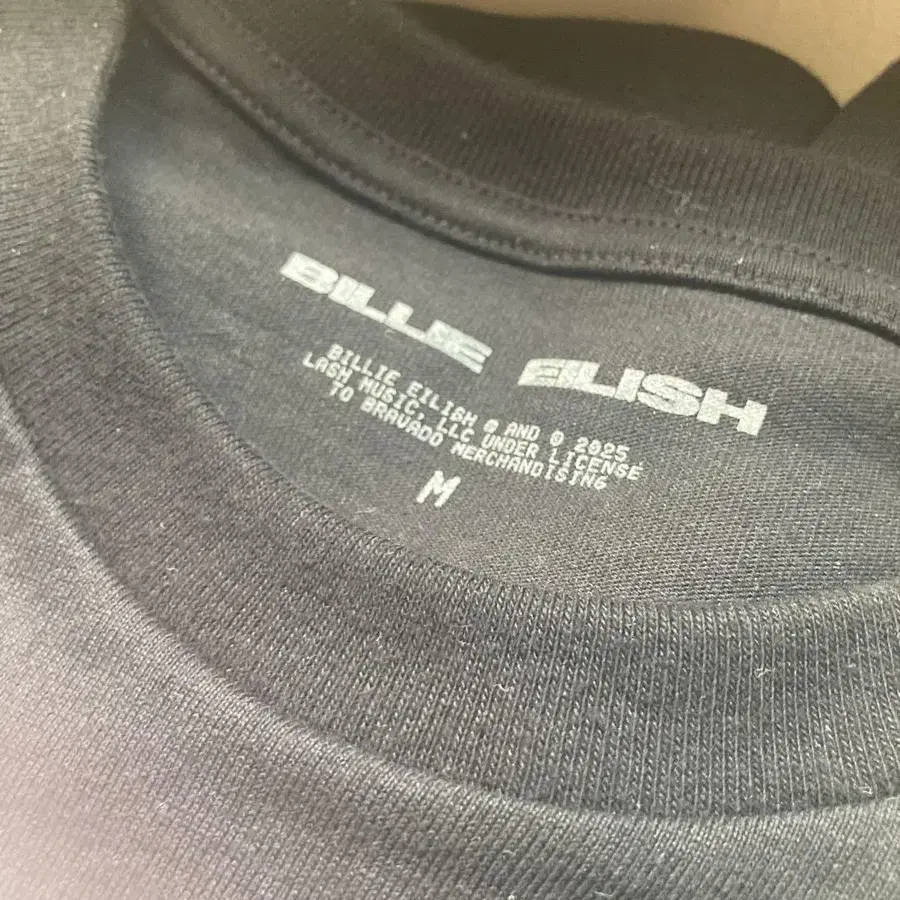 BILLIE EILISH
BILLIE EILISH ® AND © 2025
LASH MUSIC, LLC UNDER LICENSE
TO BRAVADO MERCHANDISING
M